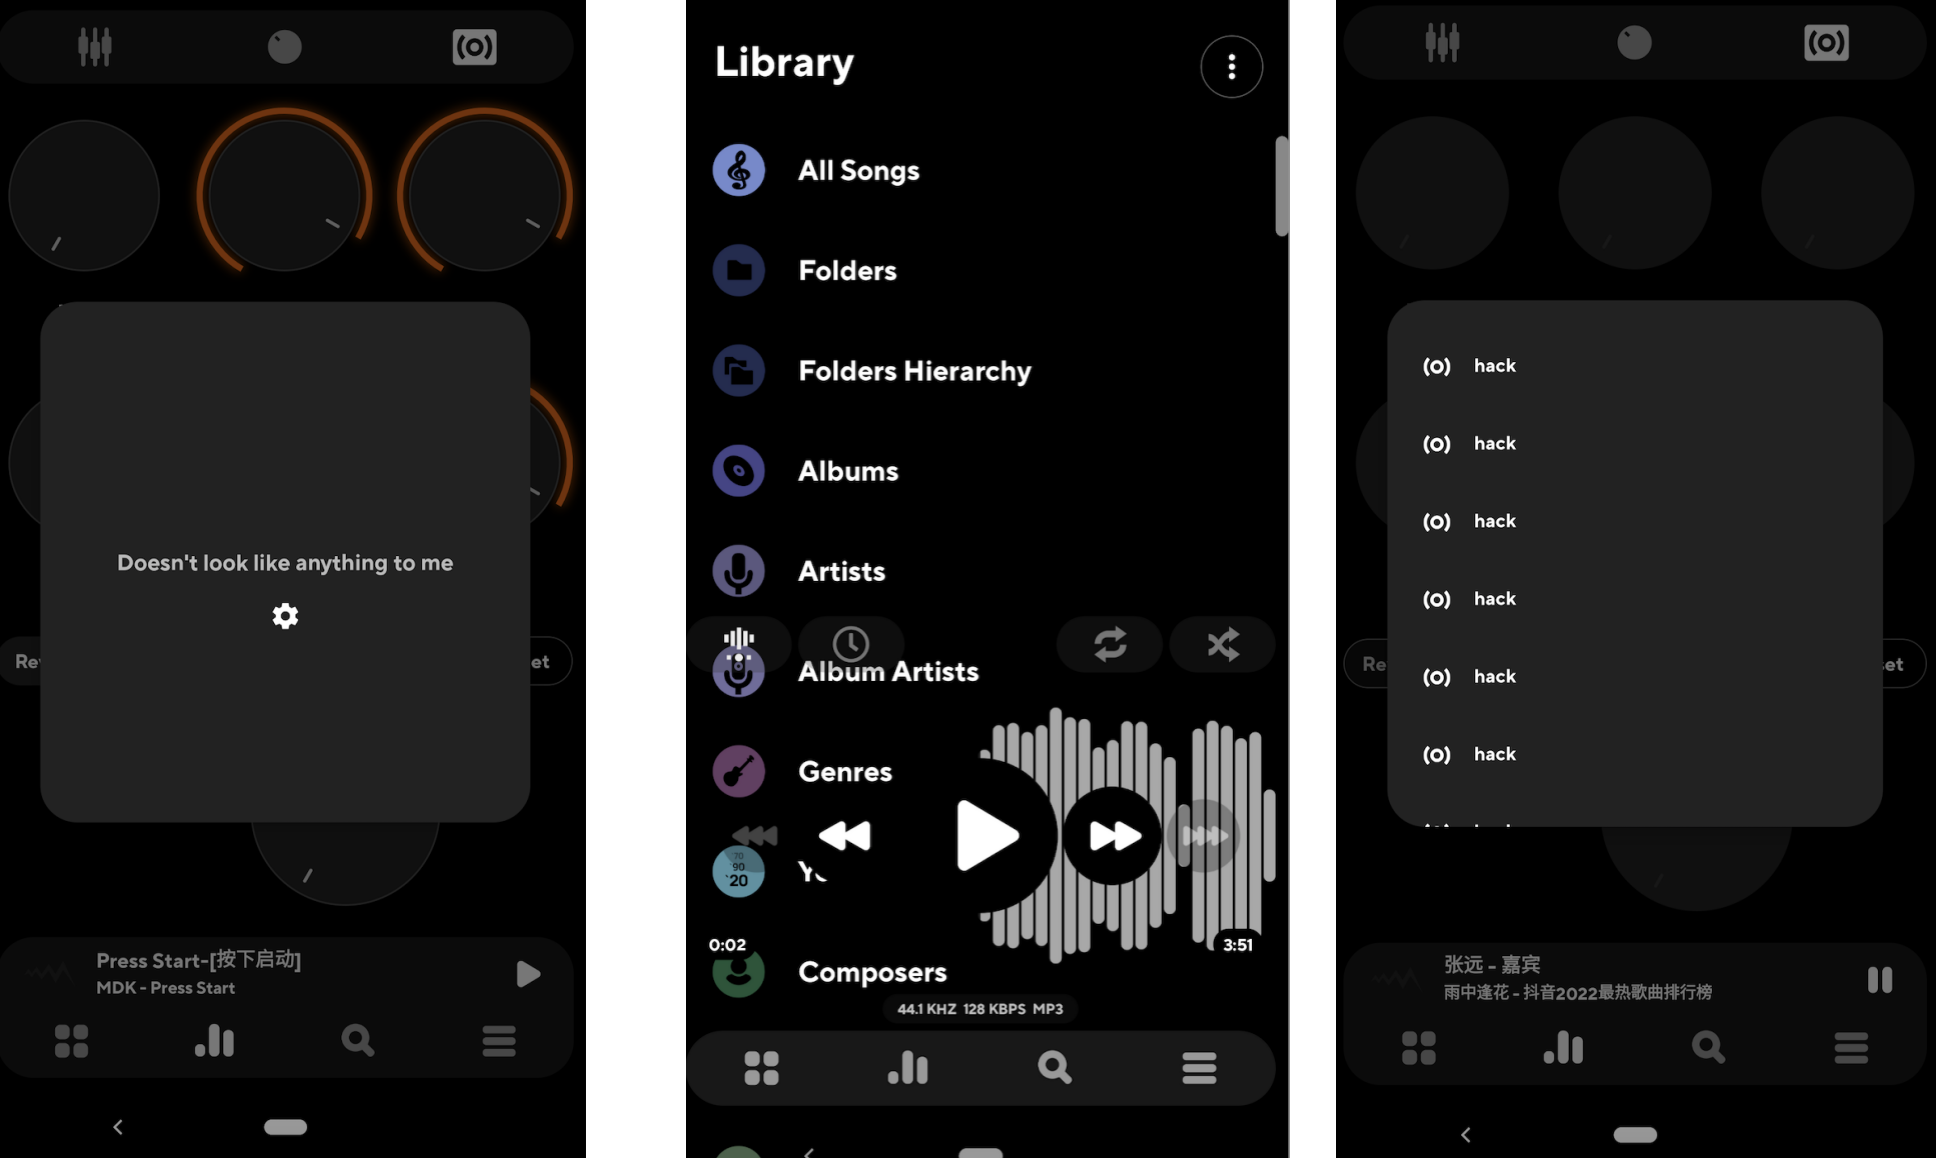 Doesn't look like anything to me
Re
et
Press Start-[按下启动]
MDK - Press Start
Library
All Songs
Folders
Folders Hierarchy
Albums
Artists
Album Artists
Genres
70
90
'20
0:02
3:51
Composers
44.1 KHZ 128 KBPS MP3
hack
hack
hack
hack
hack
hack
Re
et
张远 - 嘉宾
雨中逢花 - 抖音2022最热歌曲排行榜